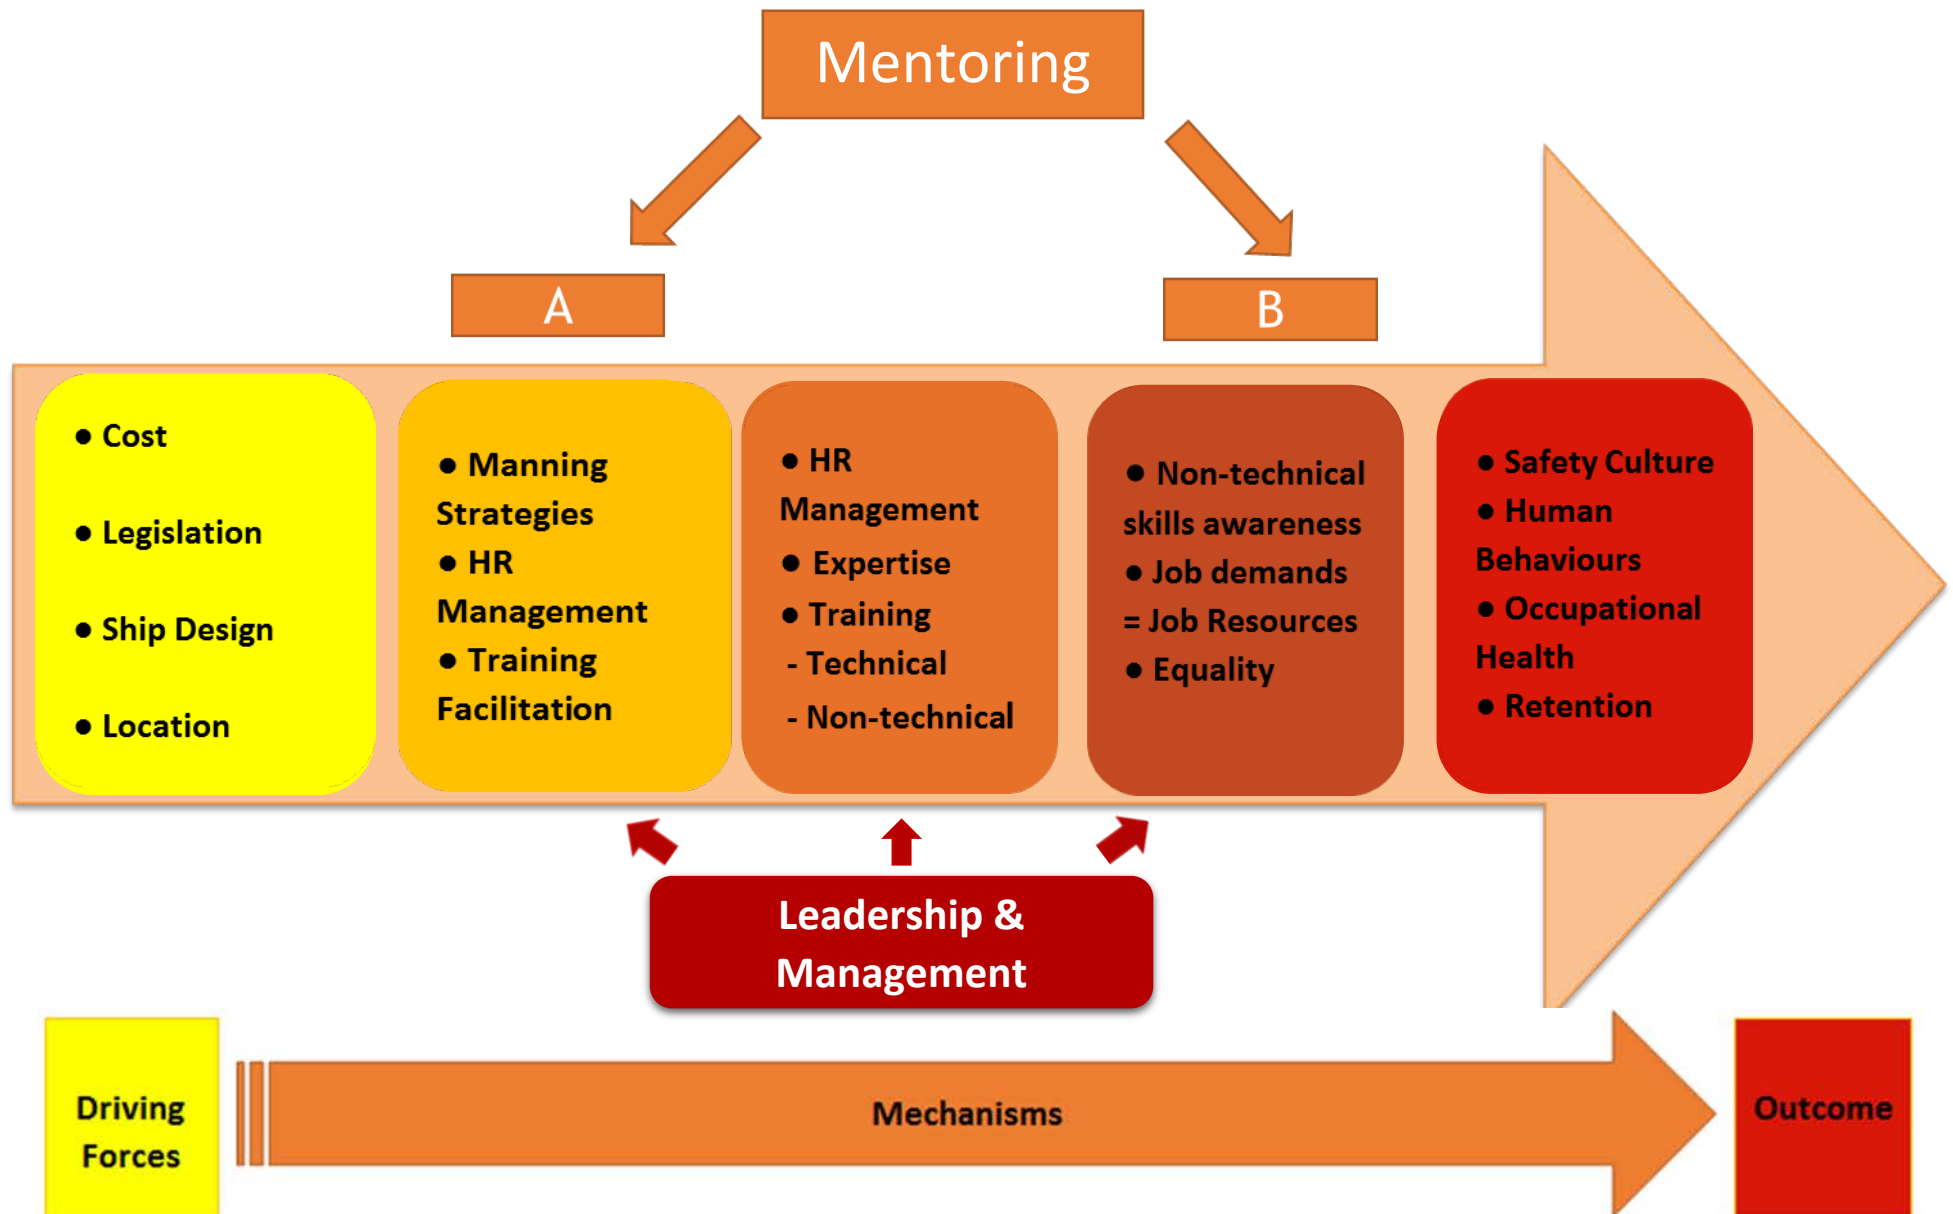 Mentoring
A
B
● Cost
● Legislation
● Ship Design
● Location
● Manning
Strategies
● HR
Management
● Training
Facilitation
● HR
Management
● Expertise
● Training
- Technical
- Non-technical
● Non-technical
skills awareness
● Job demands
= Job Resources
● Equality
● Safety Culture
● Human
Behaviours
● Occupational
Health
● Retention
Leadership &
Management
Driving
Forces
Mechanisms
Outcome